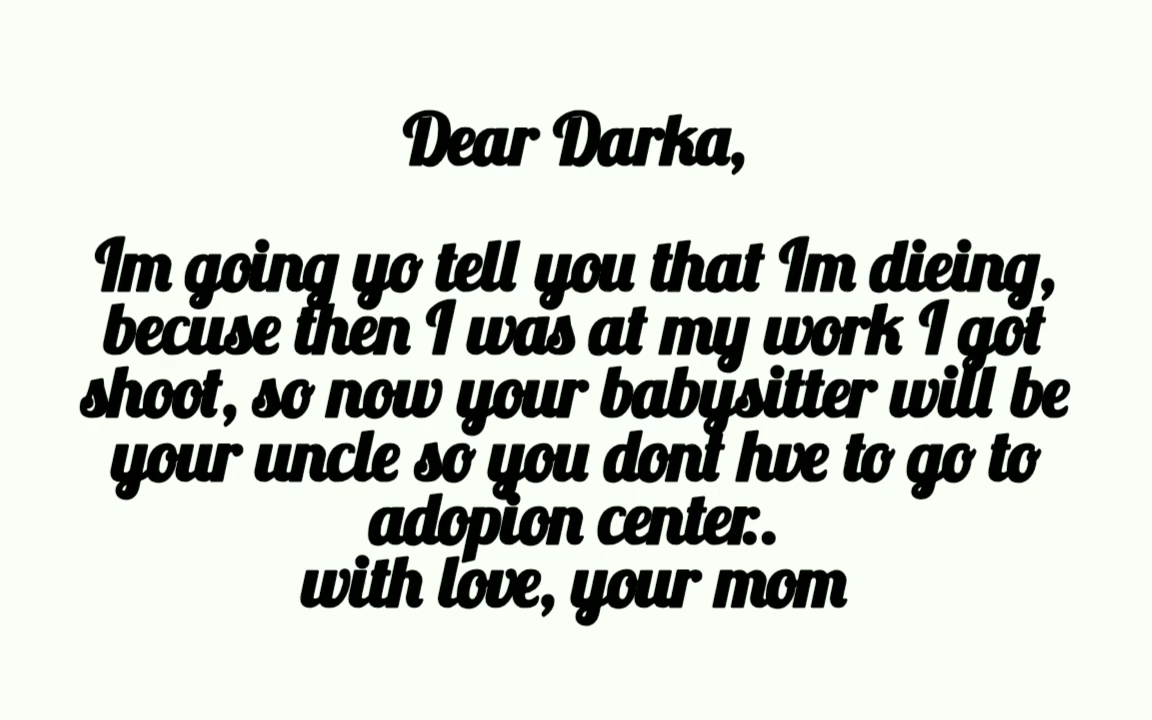 Dear Darka,
Im going yo tell you that Im dieing,
becuse then I was at my work I got
shoot, so now your babysitter will be
your uncle so you dont hve to go to
adopion center..
with love, your mom